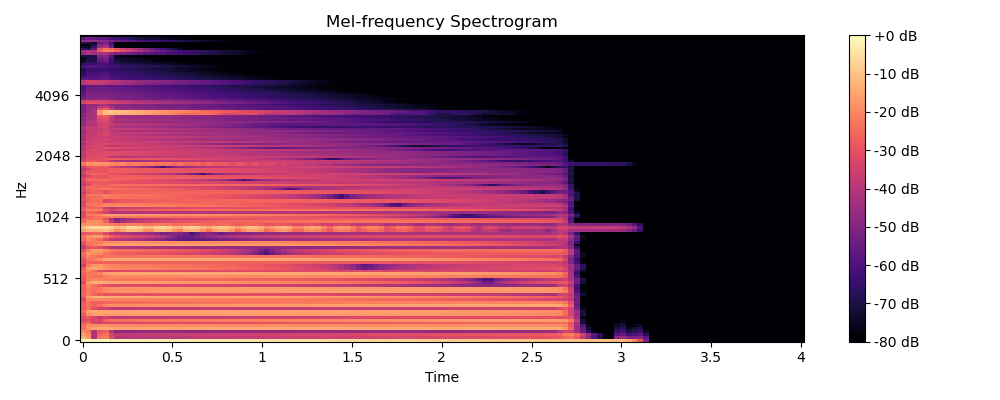 Mel-frequency Spectrogram
Hz
4096
2048
1024
512
0
0 0.5 1 1.5 2 2.5 3 3.5 4
Time
+0 dB
-10 dB
-20 dB
-30 dB
-40 dB
-50 dB
-60 dB
-70 dB
-80 dB